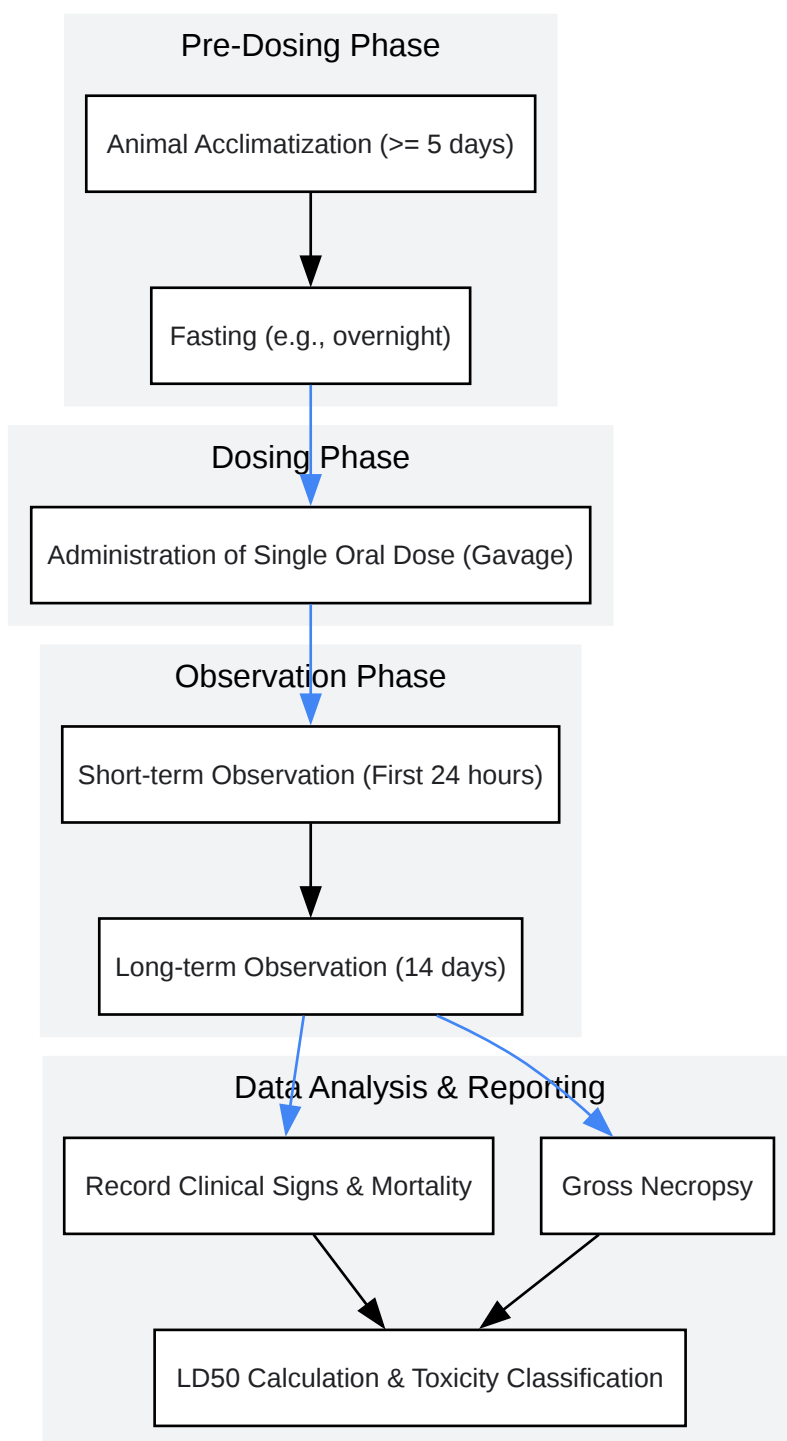 Pre-Dosing Phase
Animal Acclimatization (>= 5 days)
Fasting (e.g., overnight)
Dosing Phase
Administration of Single Oral Dose (Gavage)
Observation Phase
Short-term Observation (First 24 hours)
Long-term Observation (14 days)
Data Analysis & Reporting
Record Clinical Signs & Mortality
Gross Necropsy
LD50 Calculation & Toxicity Classification